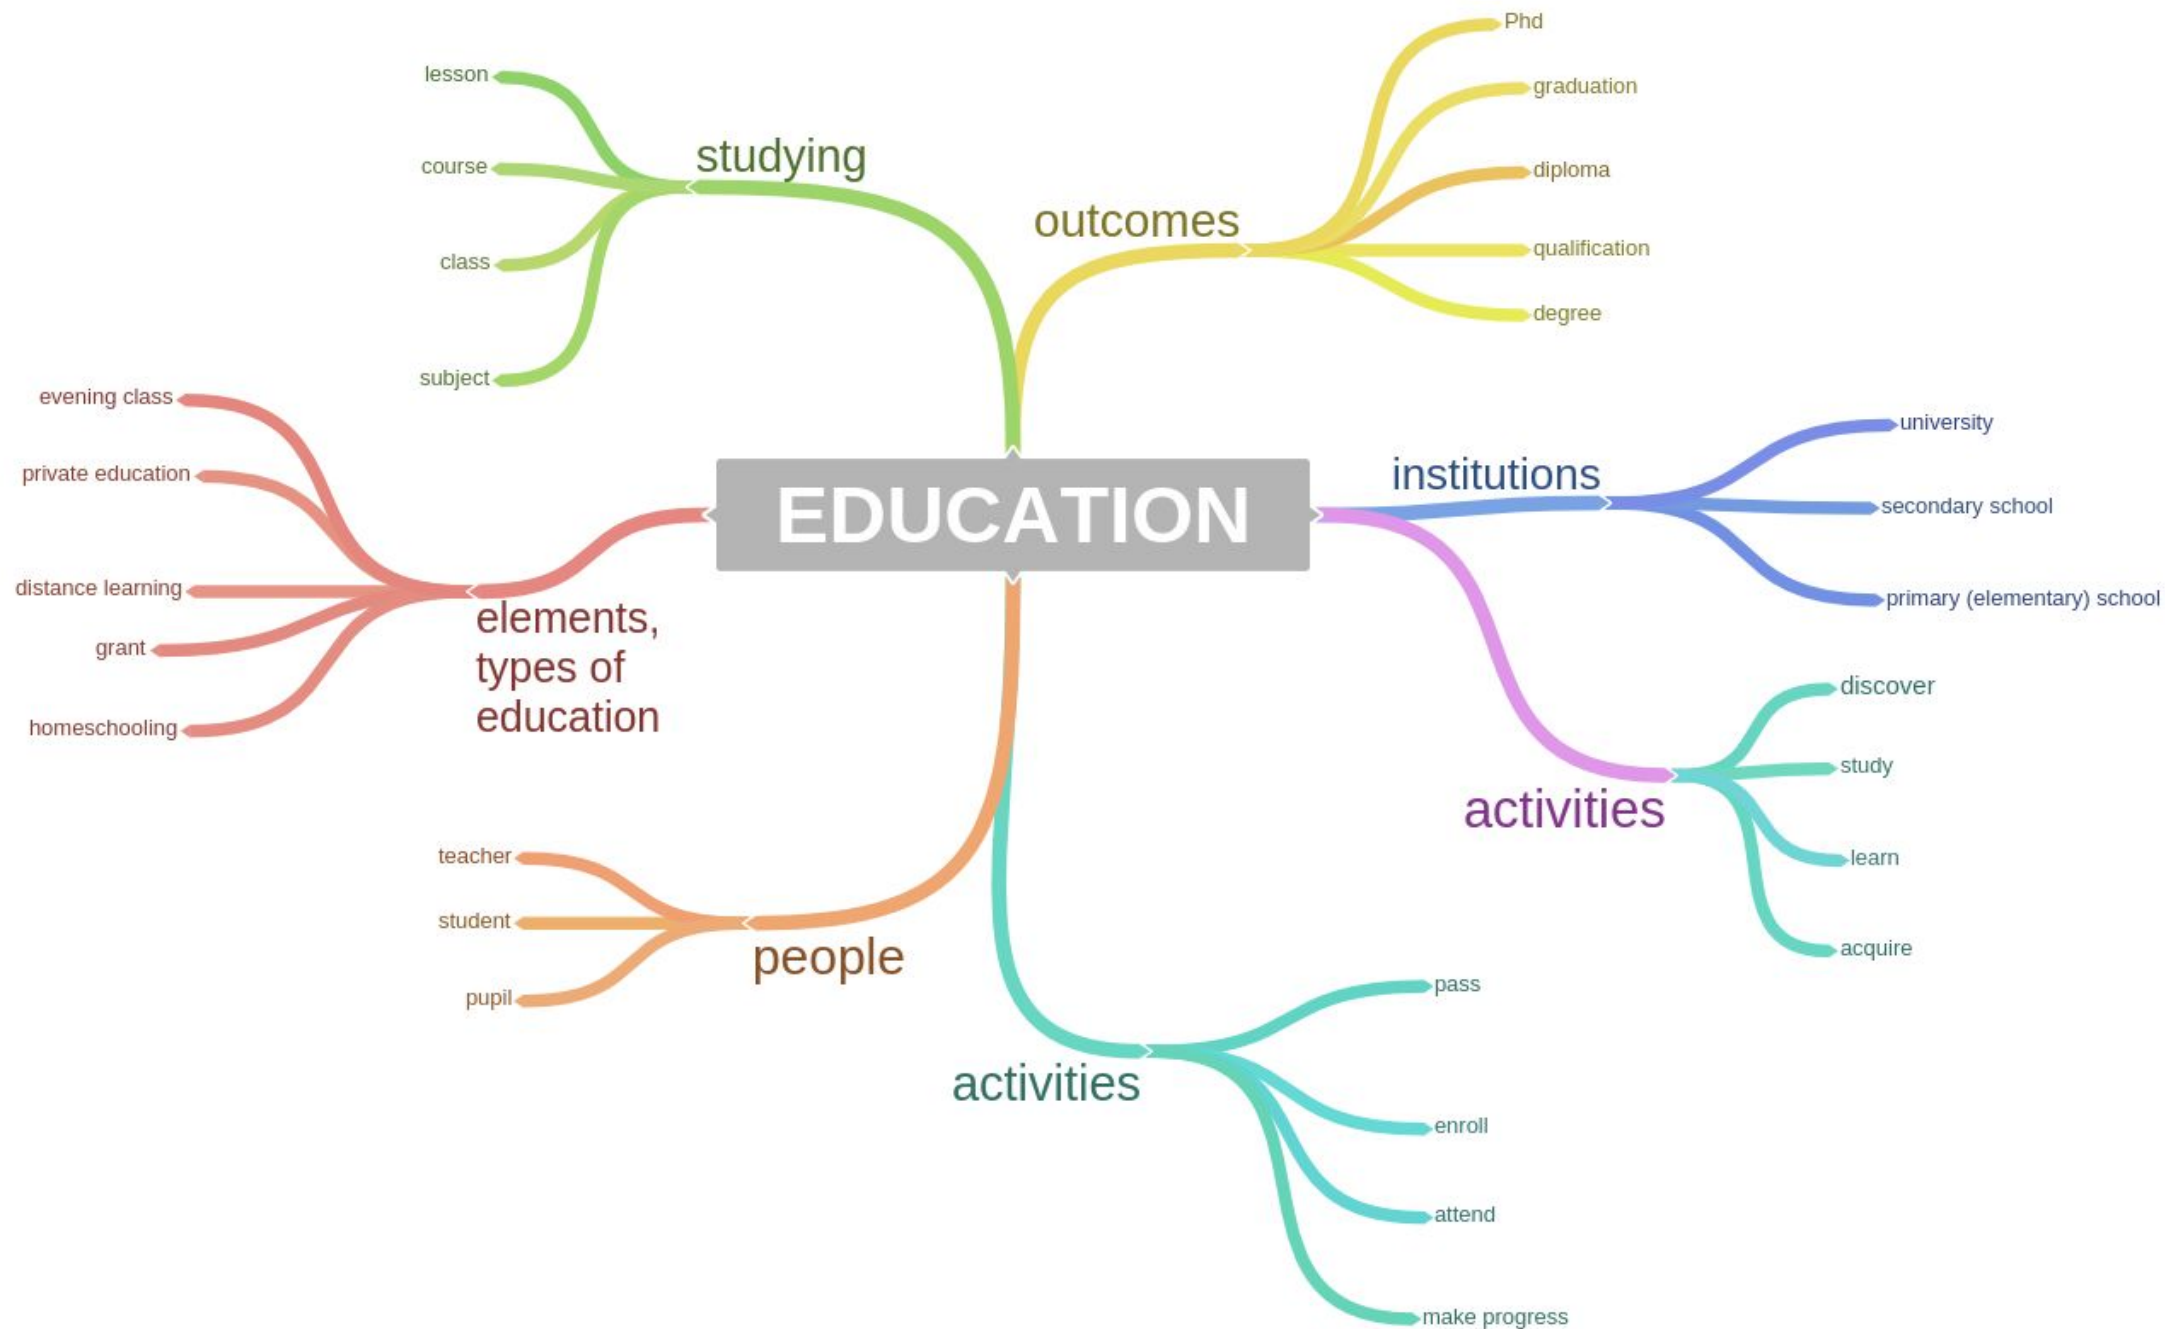 Phd
graduation
diploma
qualification
degree
outcomes
lesson
course
class
subject
studying
EDUCATION
institutions
university
secondary school
primary (elementary) school
evening class
private education
distance learning
grant
homeschooling
elements,
types of
education
activities
discover
study
learn
acquire
teacher
student
pupil
people
activities
pass
enroll
attend
make progress